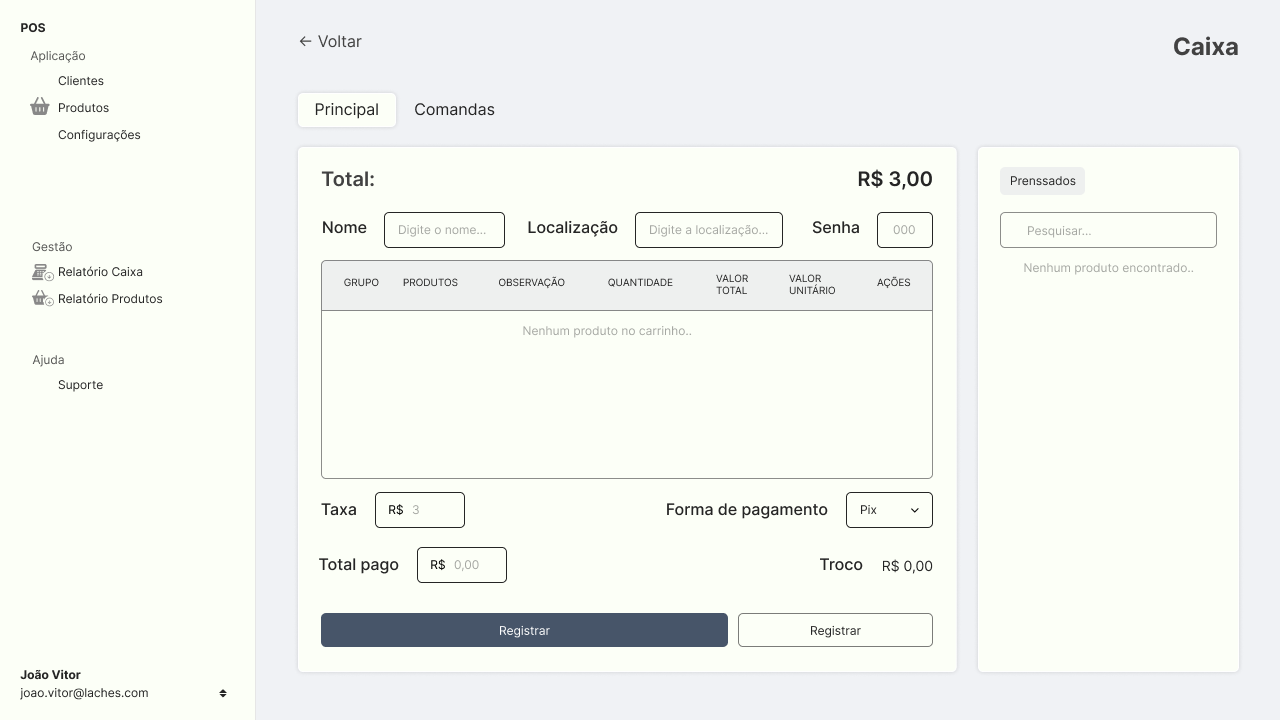 POS
Aplicação
Clientes
Produtos
Configurações
Gestão
Relatório Caixa
Relatório Produtos
Ajuda
Suporte
João Vitor
joao.vitor@laches.com
← Voltar
Caixa
Principal
Comandas
Total:
R$ 3,00
Nome
Digite o nome...
Localização
Digite a localização...
Senha
000
GRUPO
PRODUTOS
OBSERVAÇÃO
QUANTIDADE
VALOR
TOTAL
VALOR
UNITÁRIO
AÇÕES
Nenhum produto no carrinho..
Taxa
R$ 3
Forma de pagamento
Pix
Total pago
R$ 0,00
Troco
R$ 0,00
Registrar
Registrar
Prenssados
Pesquisar...
Nenhum produto encontrado..